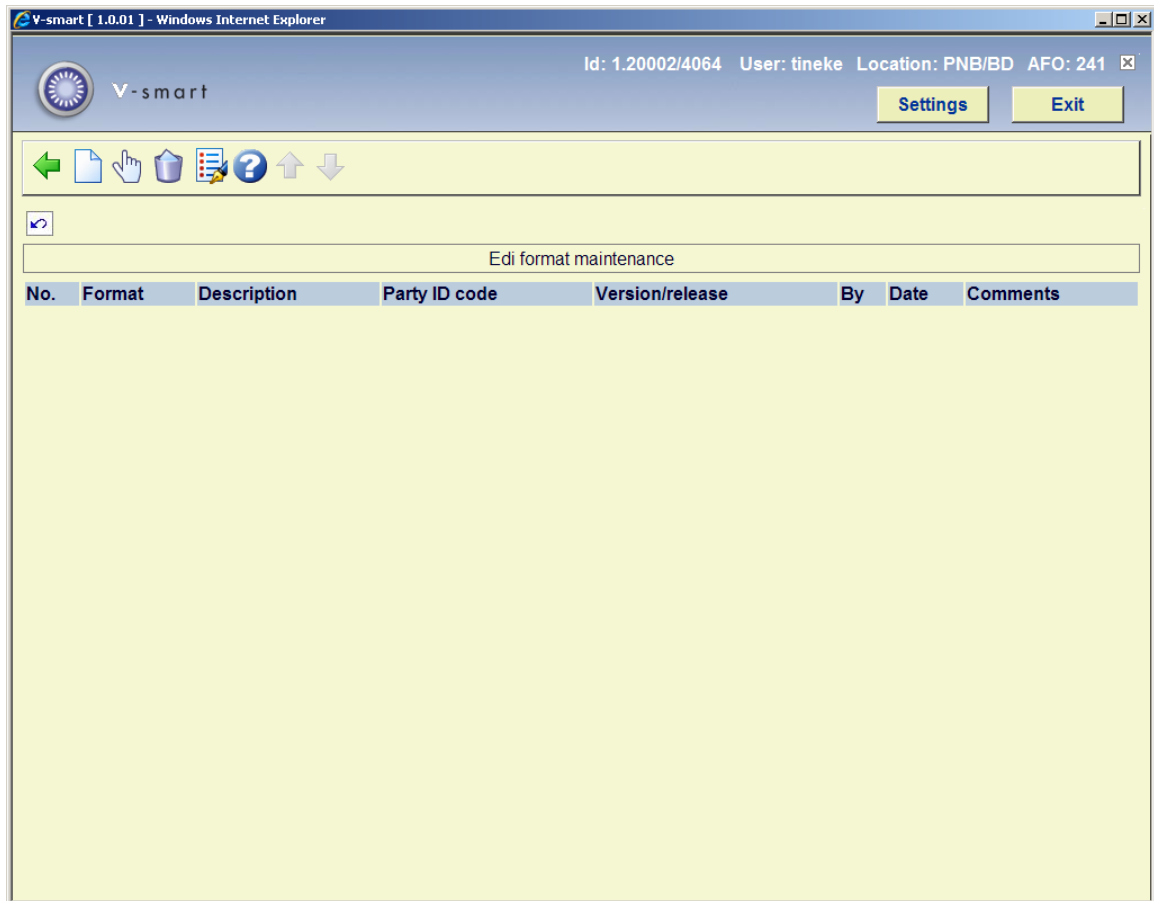 V-smart [ 1.0.01 ] - Windows Internet Explorer
Id: 1.20002/4064 User: tineke Location: PNB/BD AFO: 241
V-smart
Settings Exit
Edi format maintenance
No. Format Description Party ID code Version/release By Date Comments